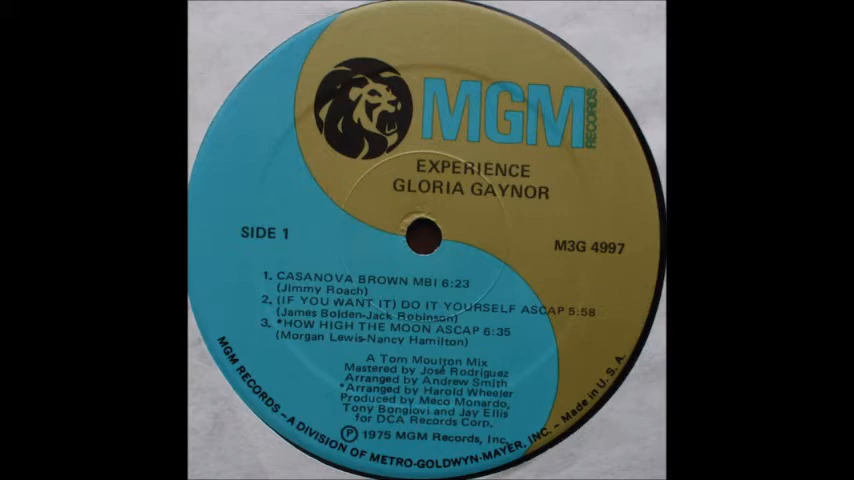 MGM
RECORDS
EXPERIENCE
GLORIA GAYNOR
SIDE 1
M3G 4997
1. CASANOVA BROWN MBI 6:23
(Jimmy Roach)
2. (IF YOU WANT IT) DO IT YOURSELF ASCAP 5:58
(James Bolden-Jack Robinson)
3. *HOW HIGH THE MOON ASCAP 6:35
(Morgan Lewis-Nancy Hamilton)
A Tom Moulton Mix
Mastered by José Rodriguez
Arranged by Andrew Smith
*Arranged by Harold Wheeler
Produced by Meco Monardo,
Tony Bongiovi and Jay Ellis
for DCA Records Corp.
Ⓟ 1975 MGM Records, Inc.
MGM RECORDS – A DIVISION OF METRO-GOLDWYN-MAYER, INC. – Made in U. S. A.